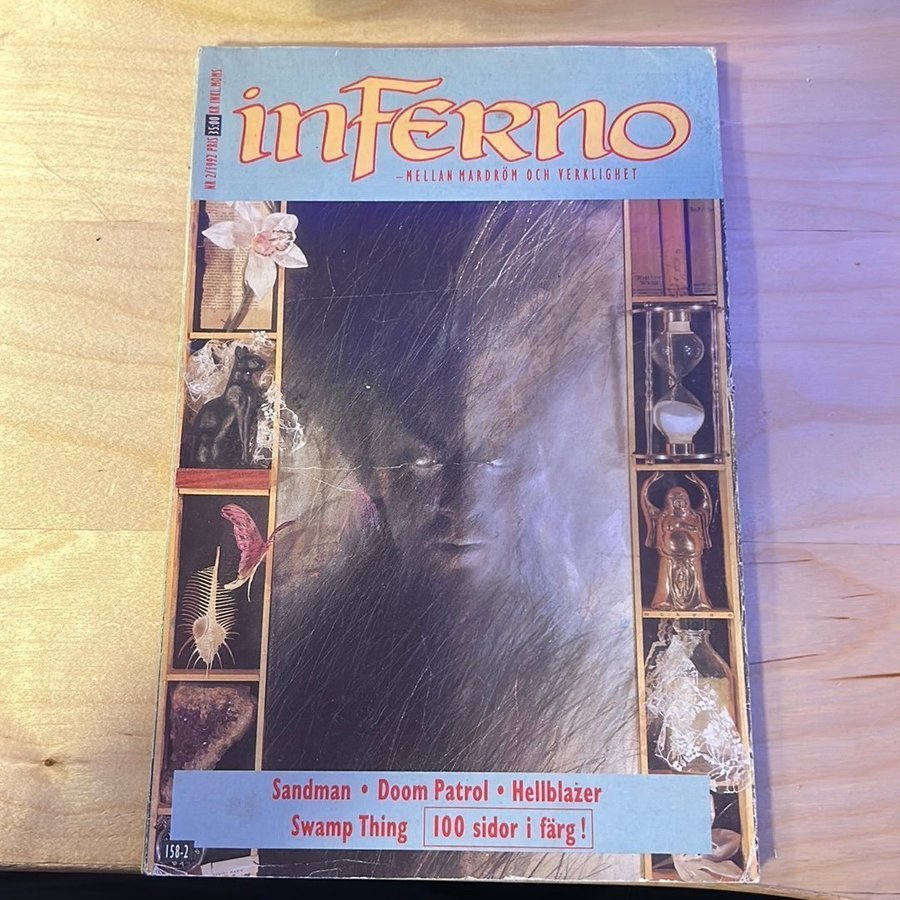 NR 2/1992 PRIS 35:00 KR INKL.MOMS
inFERNO
–MELLAN MARDRÖM OCH VERKLIGHET
Sandman • Doom Patrol • Hellblazer
Swamp Thing 100 sidor i färg!
158-2